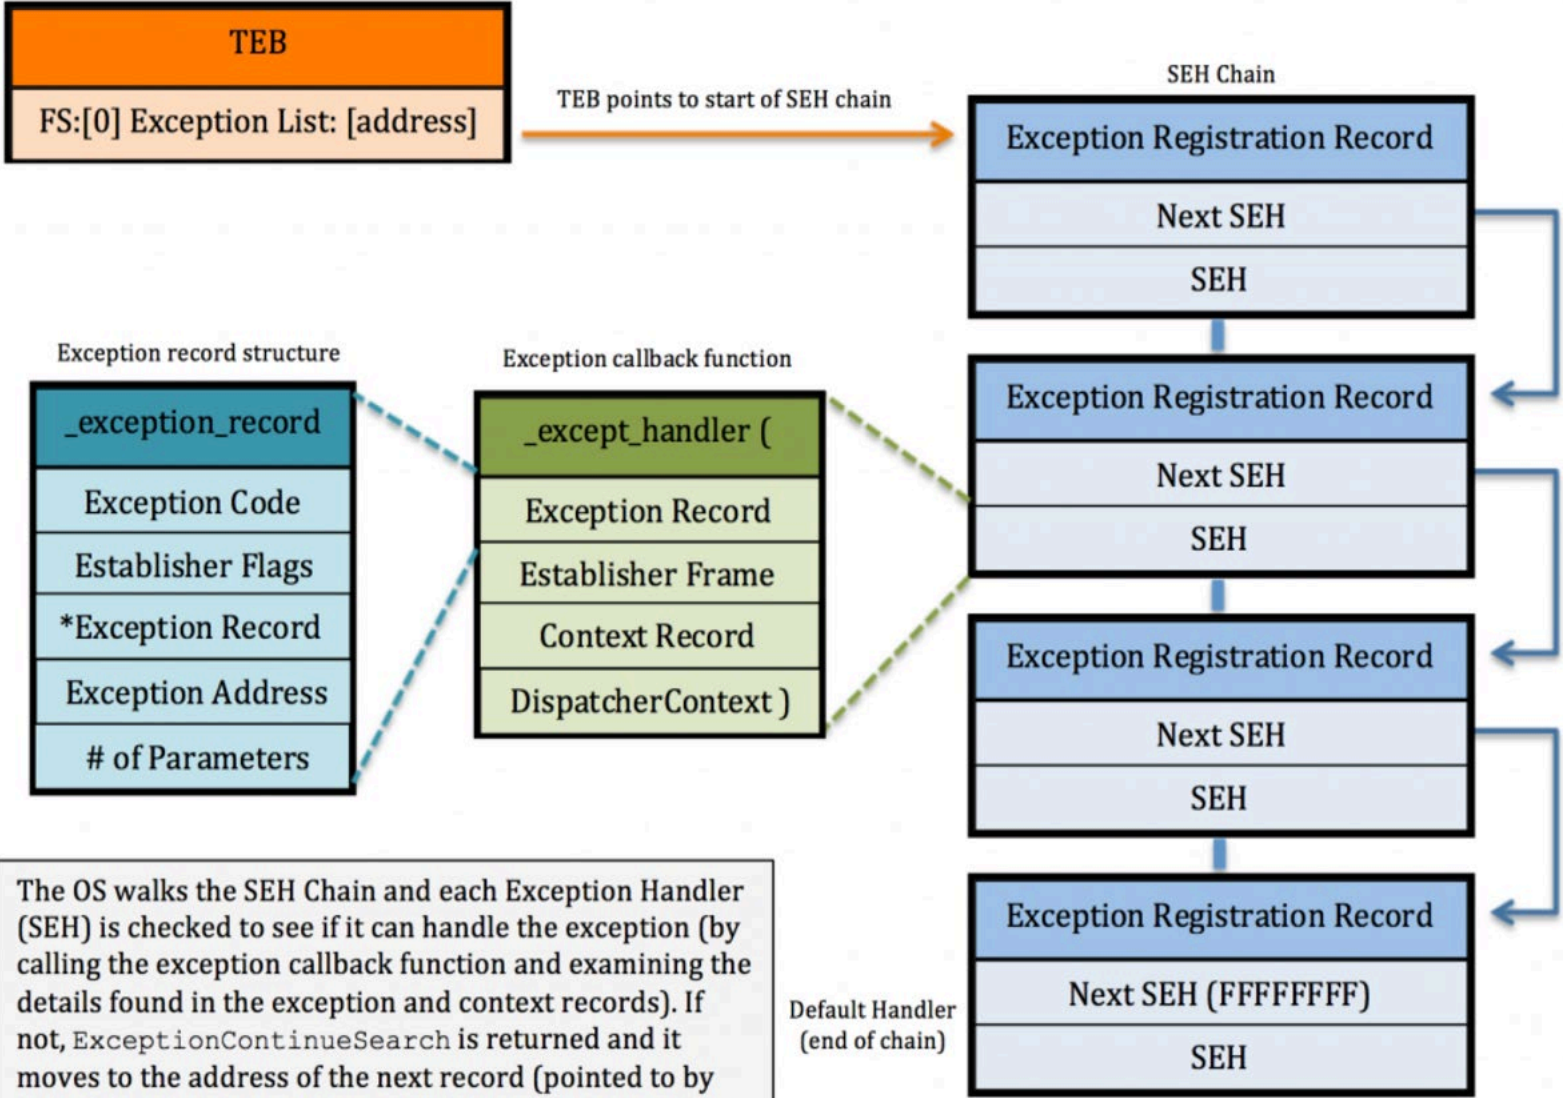 TEB
FS:[0] Exception List: [address]
TEB points to start of SEH chain
SEH Chain
Exception Registration Record
Next SEH
SEH
Exception record structure
_exception_record
Exception Code
Establisher Flags
*Exception Record
Exception Address
# of Parameters
Exception callback function
_except_handler (
Exception Record
Establisher Frame
Context Record
DispatcherContext )
Exception Registration Record
Next SEH
SEH
Exception Registration Record
Next SEH
SEH
The OS walks the SEH Chain and each Exception Handler
(SEH) is checked to see if it can handle the exception (by
calling the exception callback function and examining the
details found in the exception and context records). If
not, ExceptionContinueSearch is returned and it
moves to the address of the next record (pointed to by
Default Handler
(end of chain)
Exception Registration Record
Next SEH (FFFFFFFF)
SEH